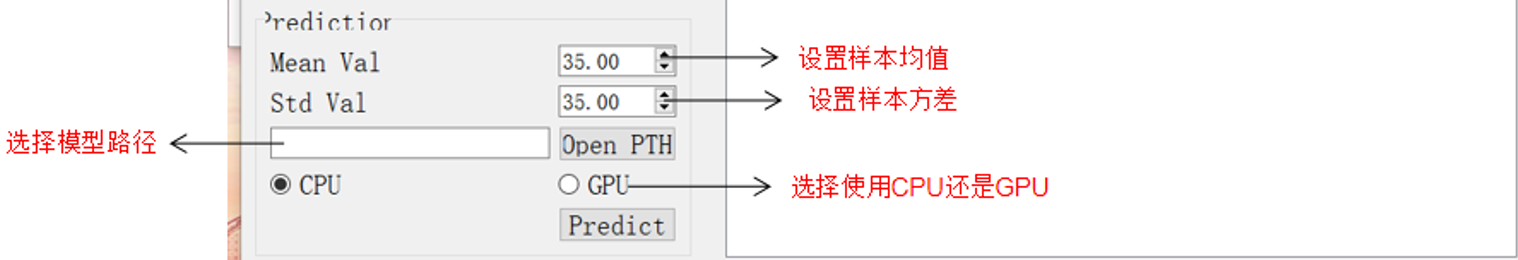 Prediction
Mean Val 35.00 设置样本均值
Std Val 35.00 设置样本方差
选择模型路径 Open PTH
CPU GPU 选择使用CPU还是GPU
Predict